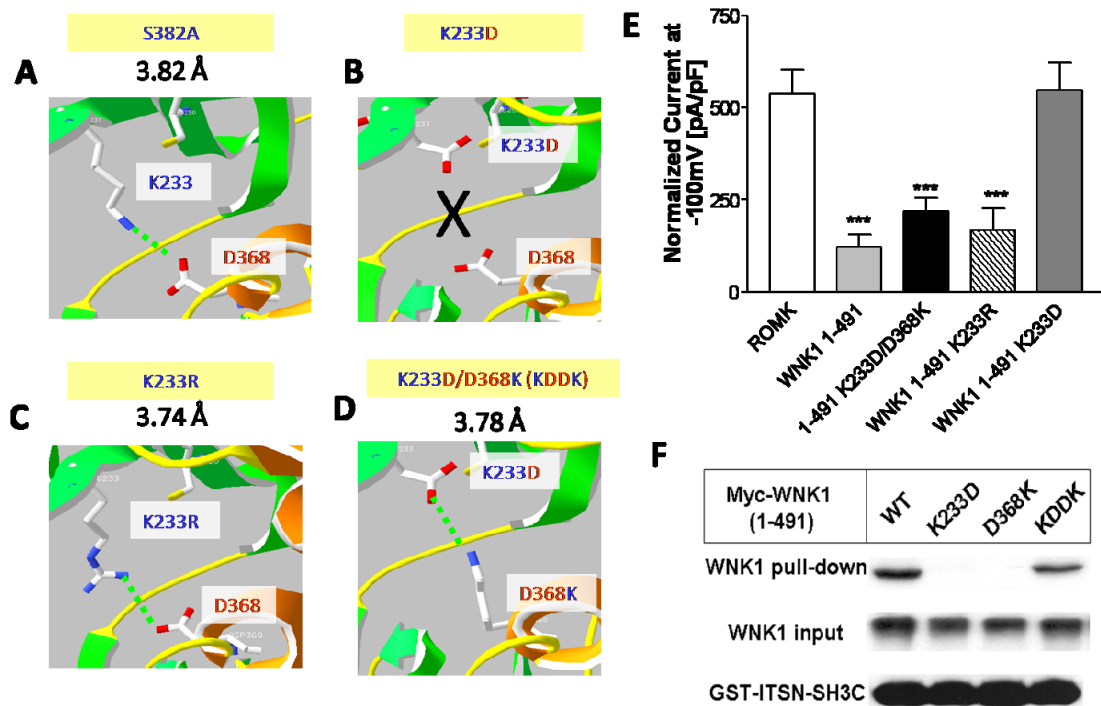 S382A
A
3.82 Å
K233
D368
K233D
B
K233D
X
D368
K233R
C
3.74 Å
K233R
D368
K233D/D368K (KDDK)
D
3.78 Å
K233D
D368K
E
Normalized Current at
-100mV [pA/pF]
500
250
0
ROMK
WNK1 1-491
1-491 K233D/D368K
WNK1 1-491 K233R
WNK1 1-491 K233D
***
***
***
F
Myc-WNK1
(1-491)
WT
K233D
D368K
KDDK
WNK1 pull-down
WNK1 input
GST-ITSN-SH3C